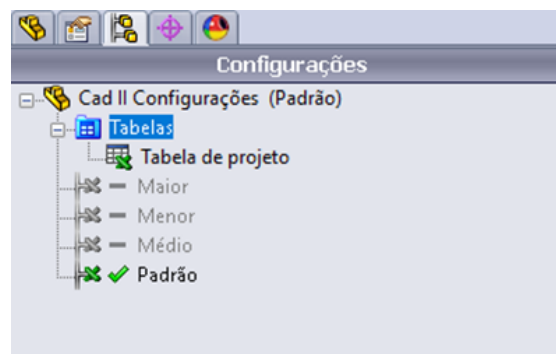 Configurações
Cad II Configurações (Padrão)
Tabelas
Tabela de projeto
Maior
Menor
Médio
Padrão